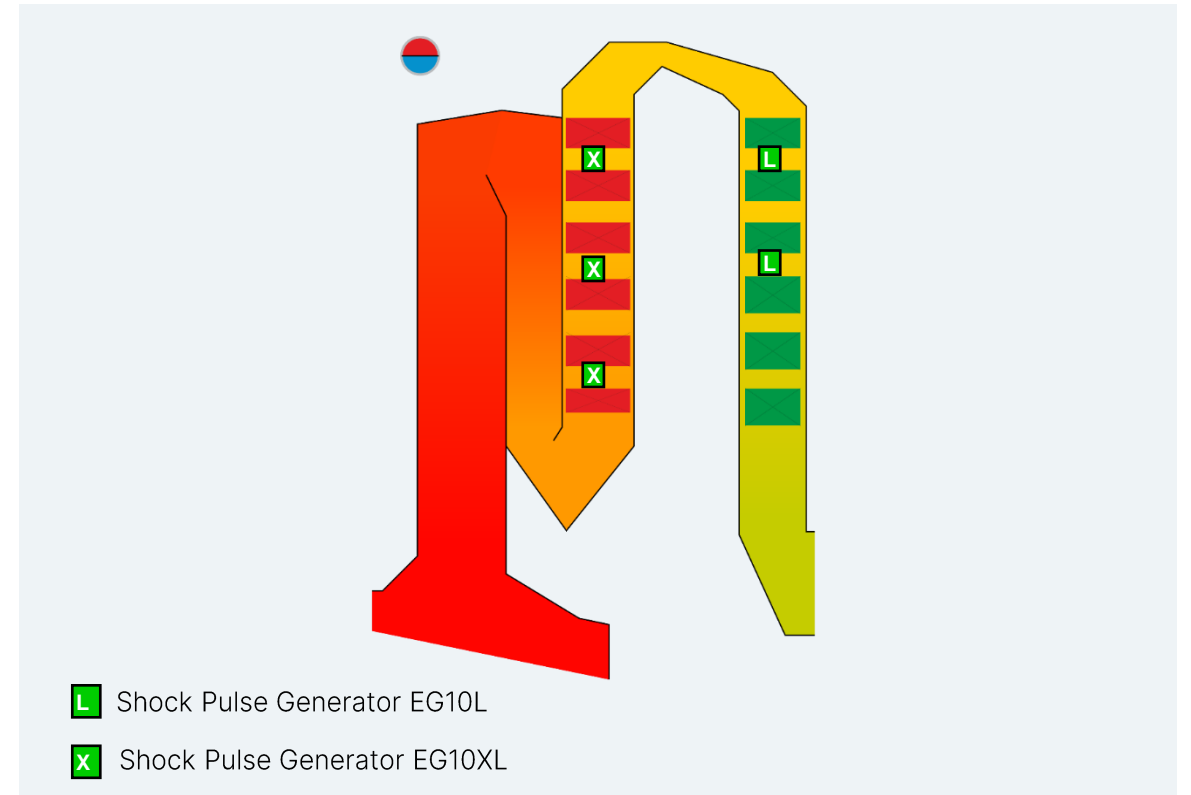 X
L
X
L
X
L Shock Pulse Generator EG10L
X Shock Pulse Generator EG10XL